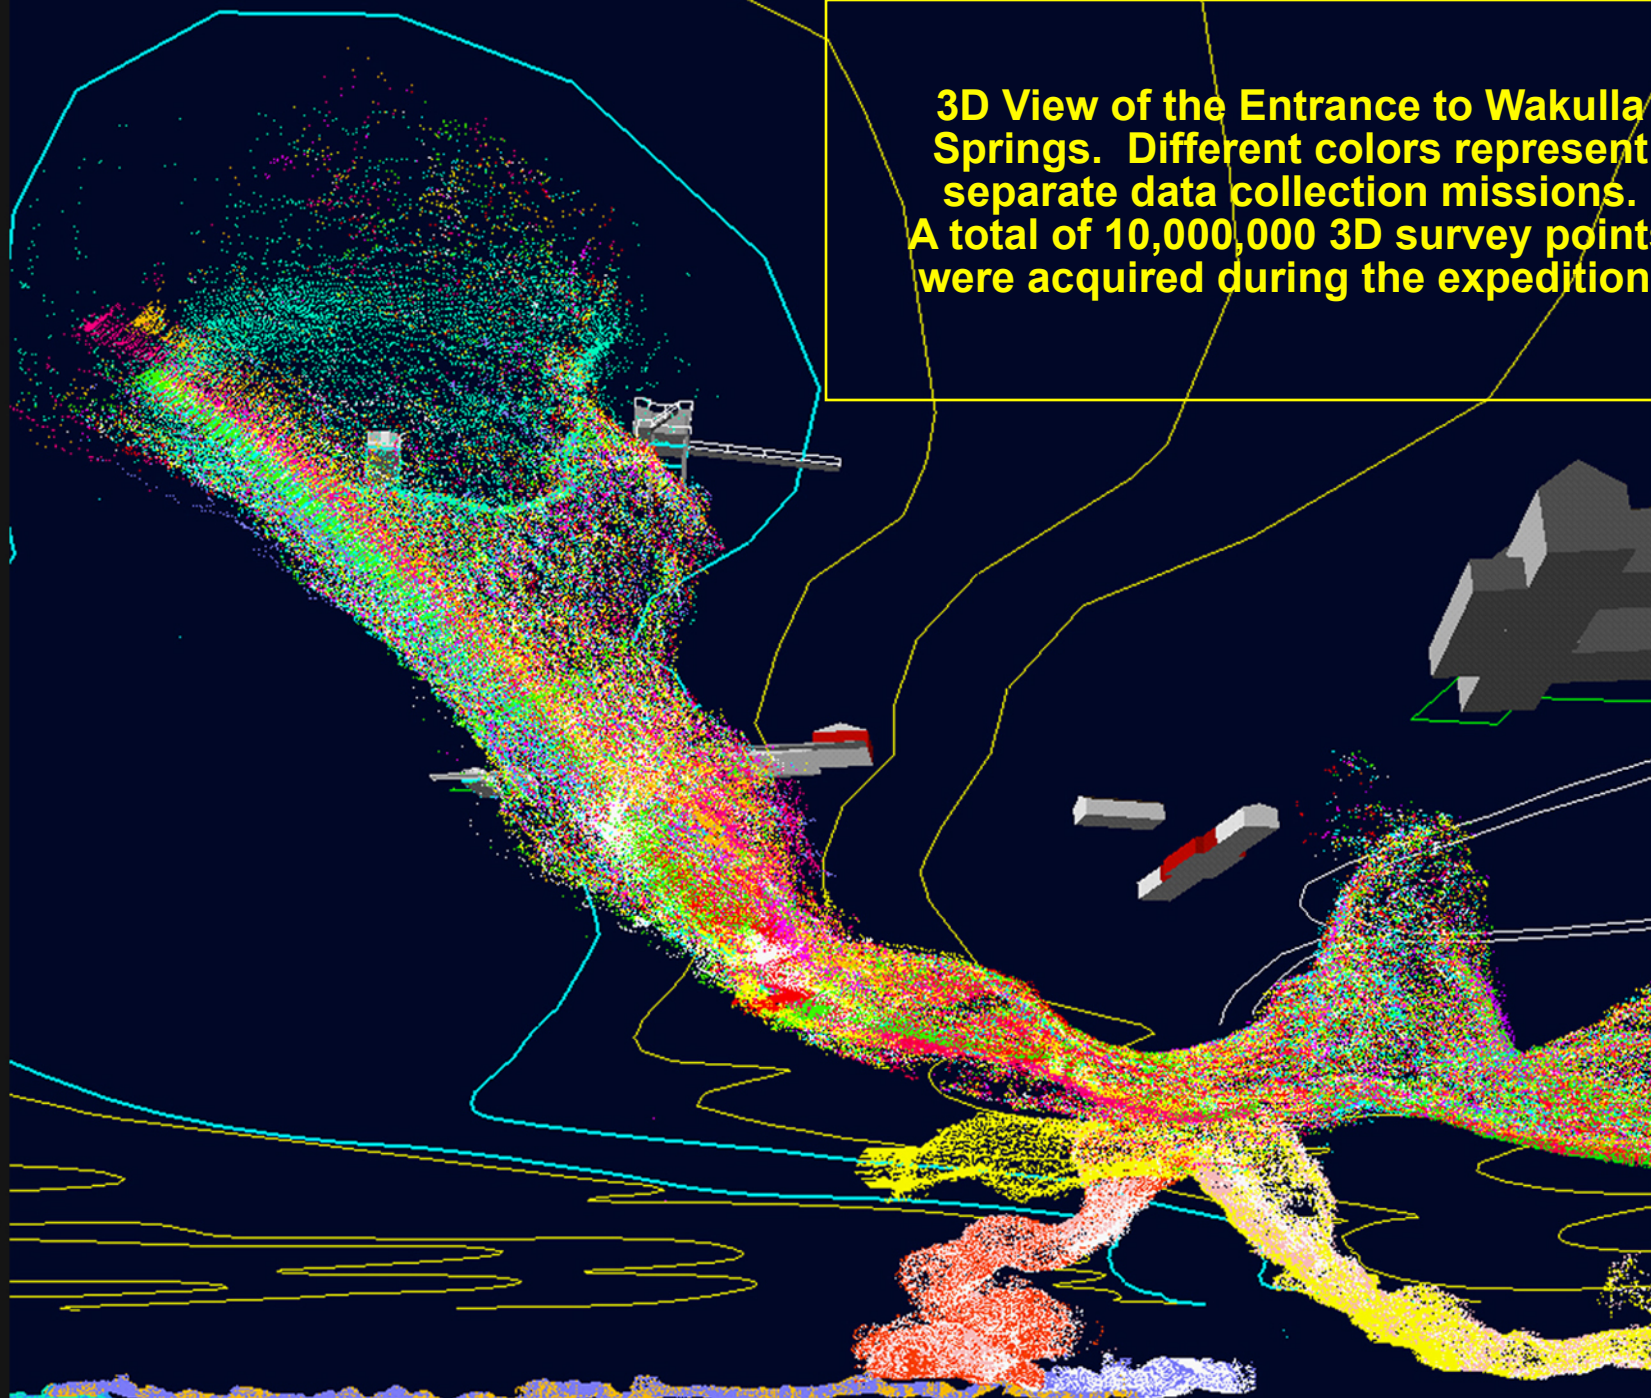 3D View of the Entrance to Wakulla
Springs. Different colors represent
separate data collection missions.
A total of 10,000,000 3D survey points
were acquired during the expedition